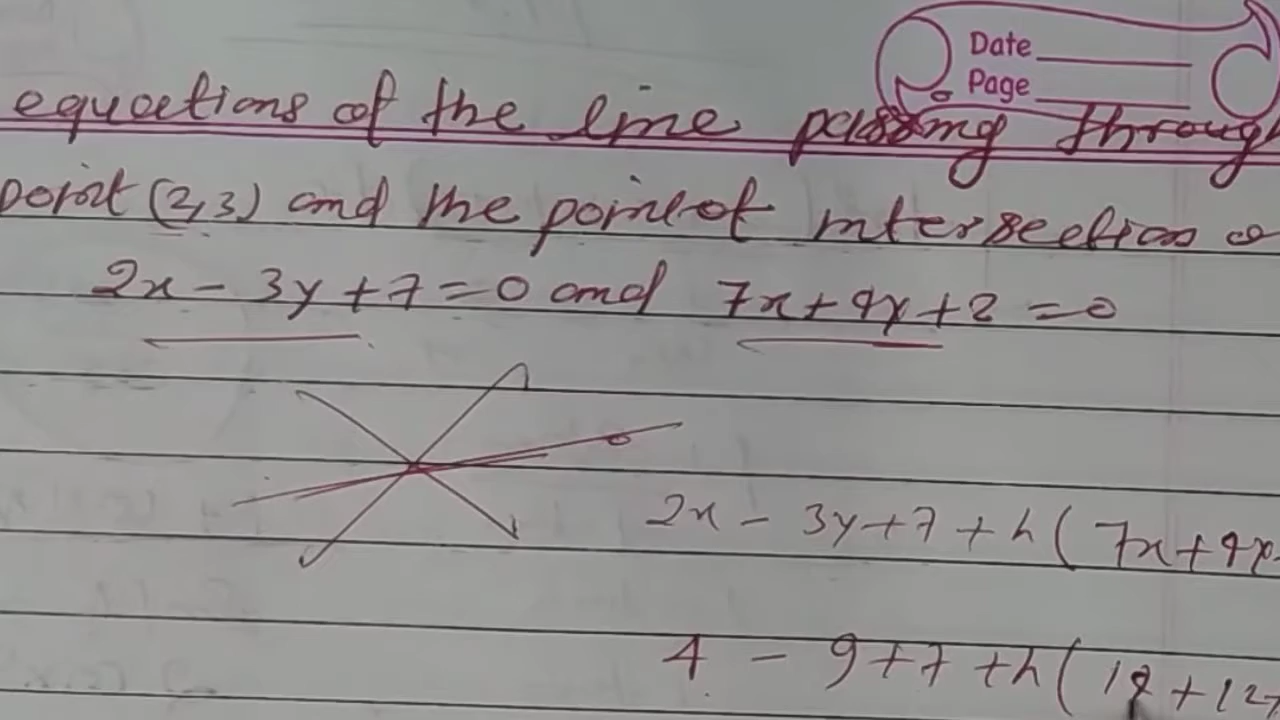 Date
Page
equations of the line passing through
point (2,3) and the point of intersection o
2x - 3y + 7 = 0 and 7x + 4y + 2 = 0
2x - 3y + 7 + h ( 7x + 4y
4 - 9 + 7 + h ( 14 + 12 +